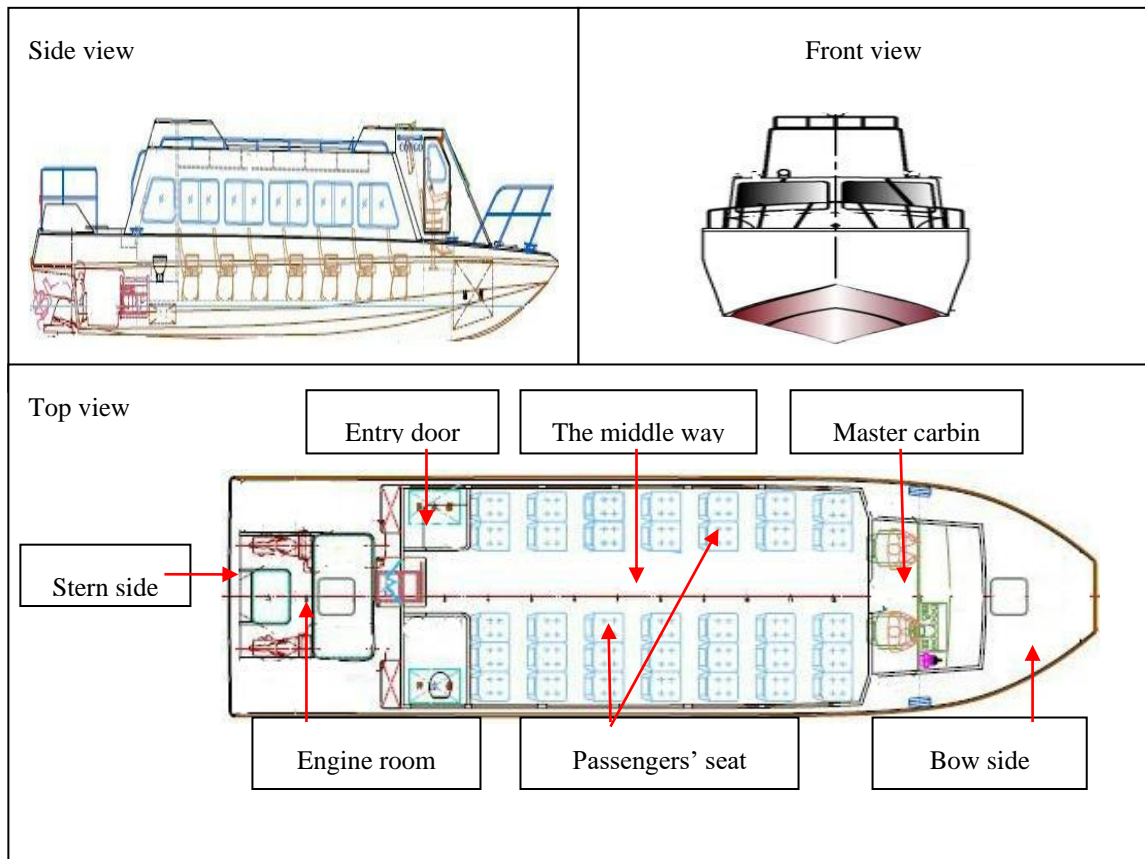 Side view
Front view
Top view
Entry door
The middle way
Master carbin
Stern side
Engine room
Passengers’ seat
Bow side